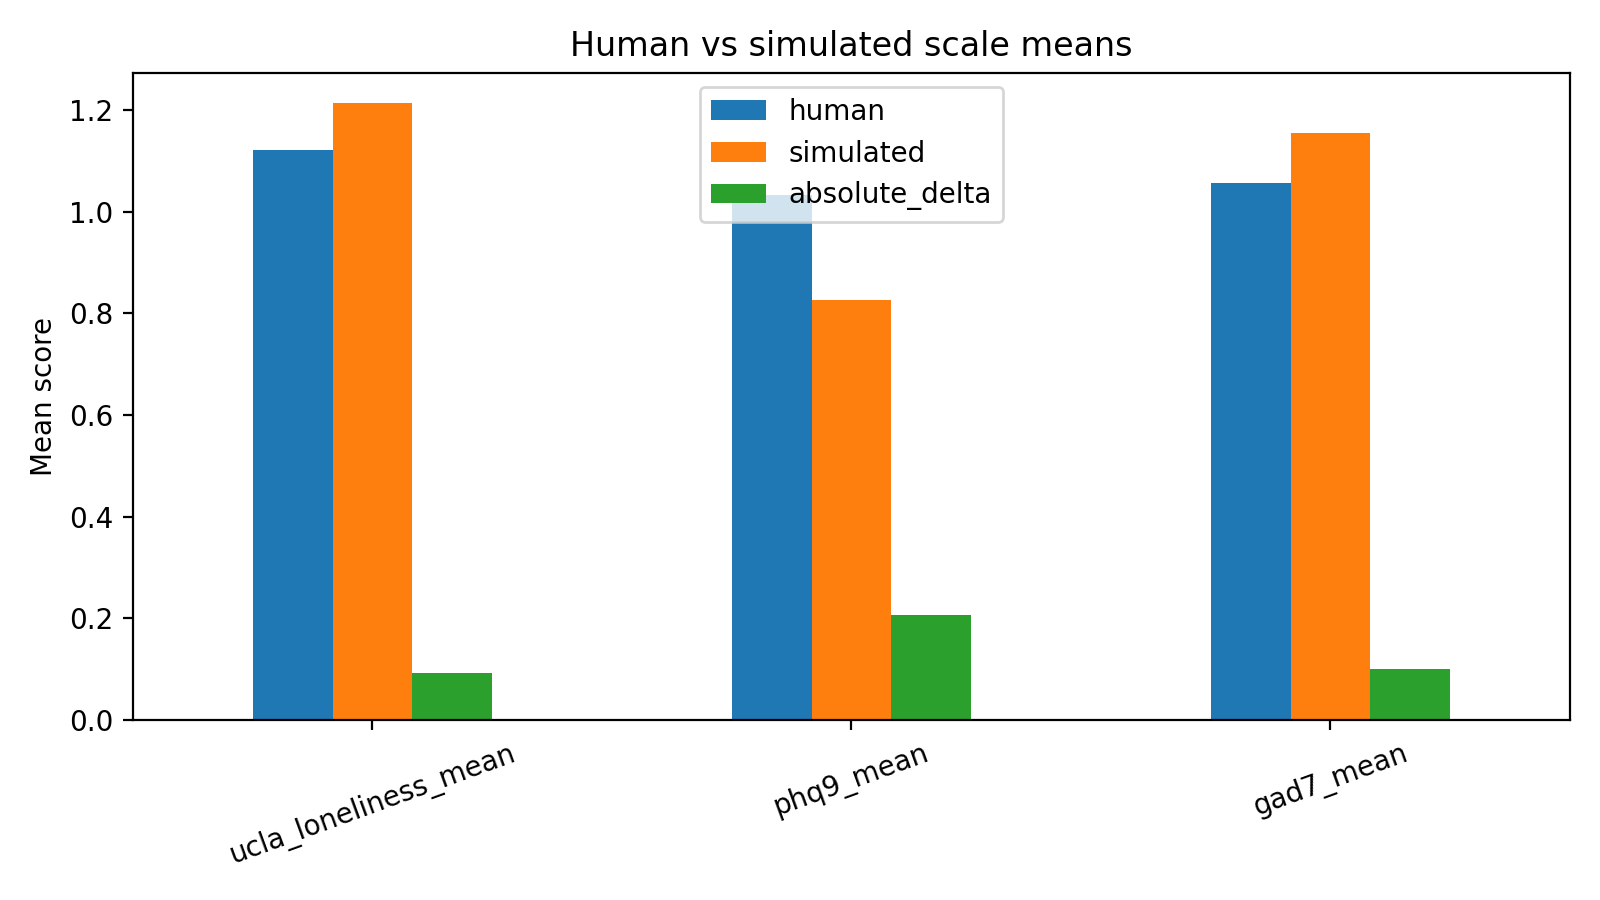 Human vs simulated scale means
human
simulated
absolute_delta
Mean score
1.2
1.0
0.8
0.6
0.4
0.2
0.0
ucla_loneliness_mean
phq9_mean
gad7_mean